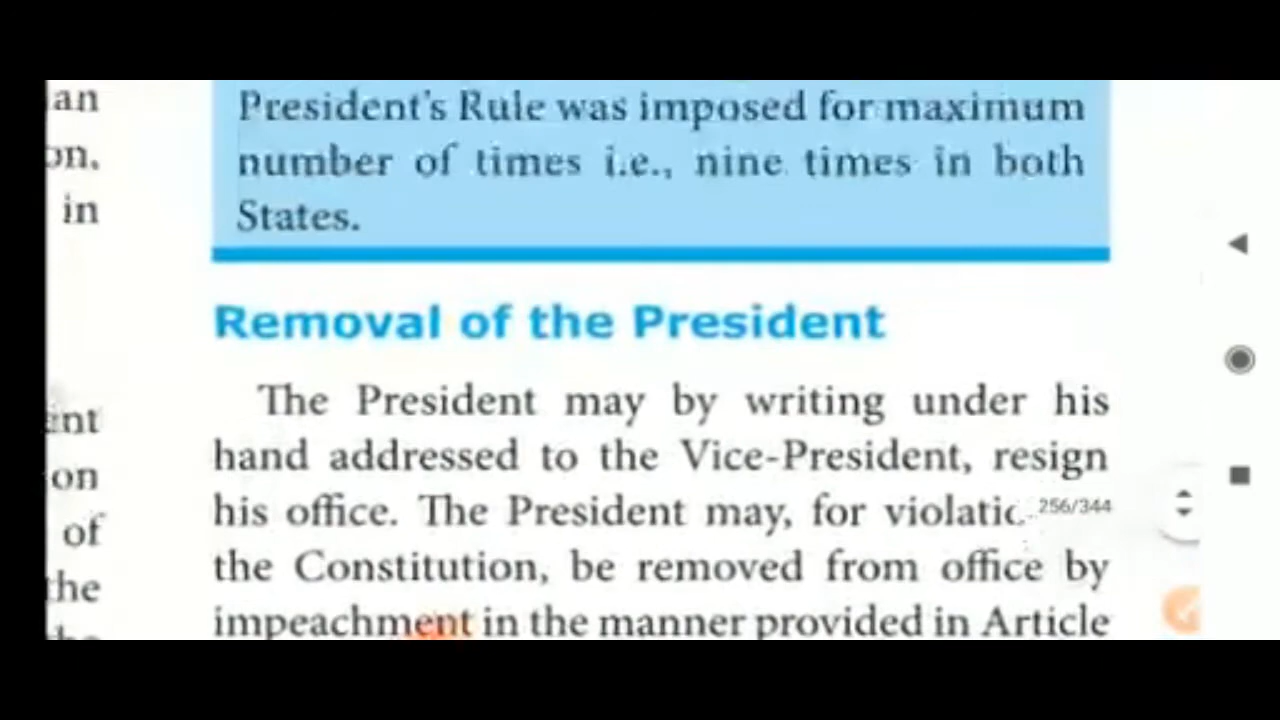 an
on.
in
int
on
of
the
President's Rule was imposed for maximum
number of times i.e., nine times in both
States.
Removal of the President
The President may by writing under his
hand addressed to the Vice-President, resign
his office. The President may, for violatic
256/344
the Constitution, be removed from office by
impeachment in the manner provided in Article